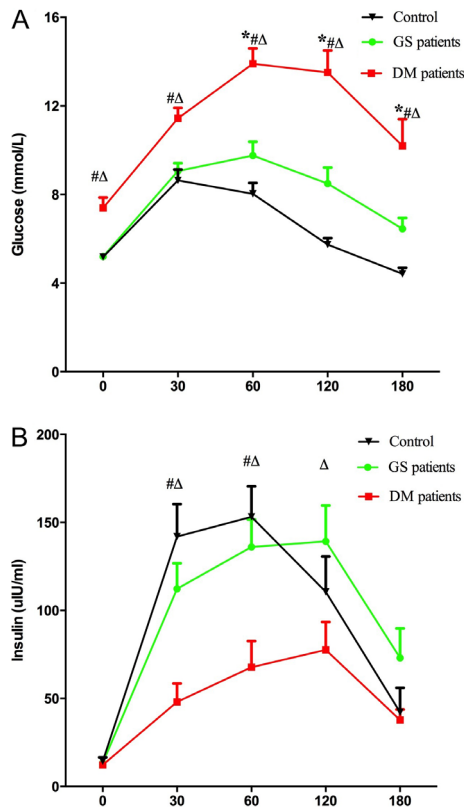 A
16
12
8
4
0
Glucose (mmol/L)
Control
GS patients
DM patients
#Δ
#Δ
*#Δ
*#Δ
*#Δ
0 30 60 120 180
B
200
150
100
50
0
Insulin (uIU/ml)
Control
GS patients
DM patients
#Δ
#Δ
Δ
0 30 60 120 180